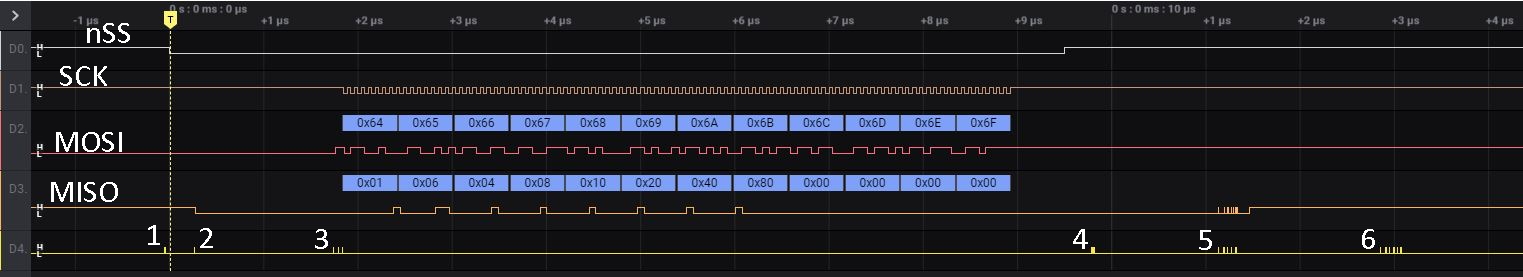 0 s : 0 ms : 0 µs
0 s : 0 ms : 10 µs
-1 µs +1 µs +2 µs +3 µs +4 µs +5 µs +6 µs +7 µs +8 µs +9 µs +1 µs +2 µs +3 µs +4 µs
T
nSS
D0. H L
SCK
D1. H L
0x64 0x65 0x66 0x67 0x68 0x69 0x6A 0x6B 0x6C 0x6D 0x6E 0x6F
D2. H L
MOSI
0x01 0x06 0x04 0x08 0x10 0x20 0x40 0x80 0x00 0x00 0x00 0x00
D3. MISO
H L
1 2 3 4 5 6
D4. H L